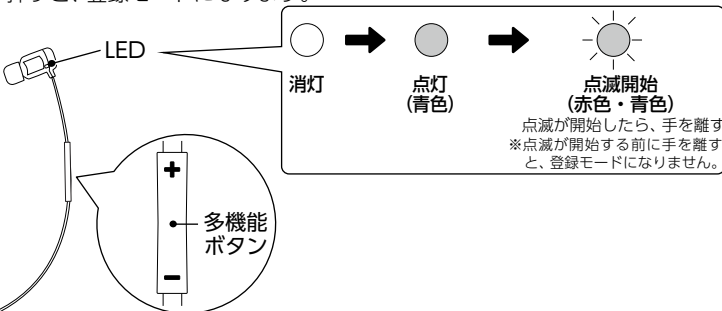 押すと、登録モードになります。
LED
消灯
点灯
(青色)
点滅開始
(赤色・青色)
点滅が開始したら、手を離す
※点滅が開始する前に手を離す
と、登録モードになりません。
+
多機能
ボタン
−